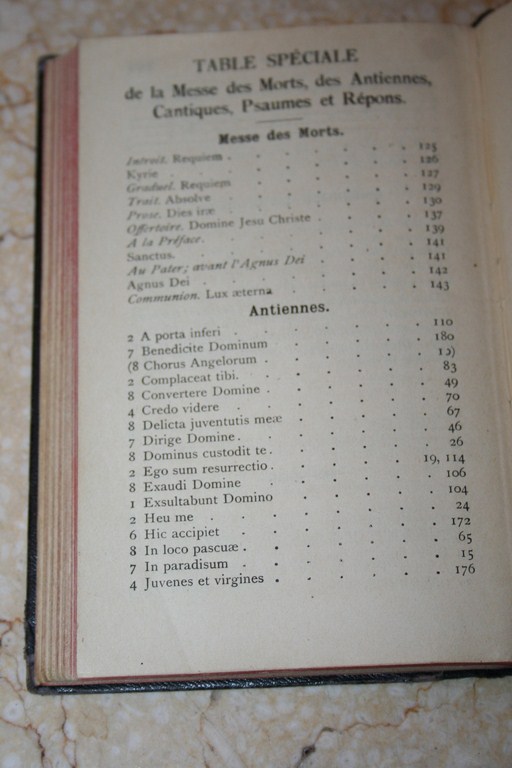 TABLE SPÉCIALE
de la Messe des Morts, des Antiennes,
Cantiques, Psaumes et Répons.
Messe des Morts.
Introit. Requiem . . . . . . 125
Kyrie . . . . . . 126
Graduel. Requiem . . . . . 127
Trait. Absolve . . . . . . 129
Prose. Dies iræ . . . . . . 130
Offertoire. Domine Jesu Christe . . . 137
A la Préface. . . . . . 139
Sanctus. . . . . . 141
Au Pater; avant l'Agnus Dei . . . . 141
Agnus Dei . . . . . . 142
Communion. Lux æterna . . . . 143
Antiennes.
2 A porta inferi . . . . . . 110
7 Benedicite Dominum . . . . . 180
(8 Chorus Angelorum . . . . .
2 Complaceat tibi. . . . . . 83
8 Convertere Domine . . . . . 49
4 Credo videre . . . . . . 70
8 Delicta juventutis meæ . . . . . 67
7 Dirige Domine . . . . . . 46
8 Dominus custodit te . . . . . 26
2 Ego sum resurrectio . . . . . 19, 114
8 Exaudi Domine . . . . . 106
1 Exsultabunt Domino . . . . . 104
2 Heu me . . . . . . 24
6 Hic accipiet . . . . . . 172
8 In loco pascuæ . . . . . . 65
7 In paradisum . . . . . . 15
4 Juvenes et virgines . . . . . . 176